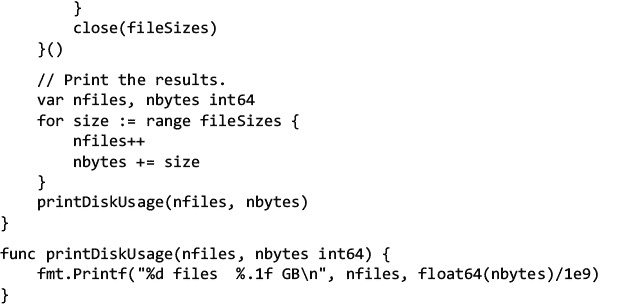 }
        close(fileSizes)
    }()
    // Print the results.
    var nfiles, nbytes int64
    for size := range fileSizes {
        nfiles++
        nbytes += size
    }
    printDiskUsage(nfiles, nbytes)
}
func printDiskUsage(nfiles, nbytes int64) {
    fmt.Printf("%d files  %.1f GB\n", nfiles, float64(nbytes)/1e9)
}